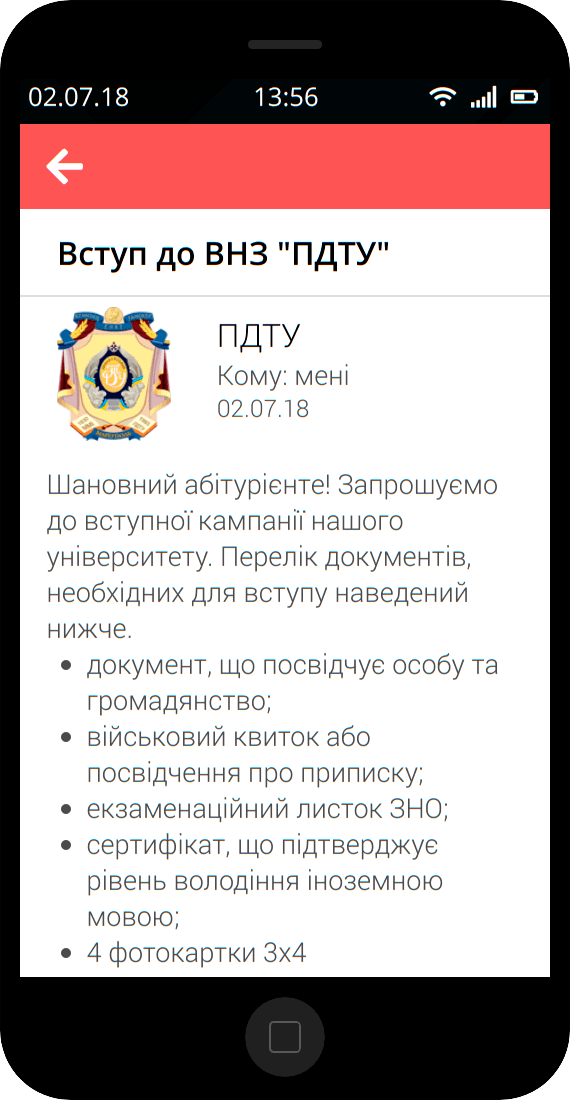 02.07.18 13:56
Вступ до ВНЗ "ПДТУ"
ПДТУ
Кому: мені
02.07.18
Шановний абітурієнте! Запрошуємо
до вступної кампанії нашого
університету. Перелік документів,
необхідних для вступу наведений
нижче.
• документ, що посвідчує особу та
громадянство;
• військовий квиток або
посвідчення про приписку;
• екзаменаційний листок ЗНО;
• сертифікат, що підтверджує
рівень володіння іноземною
мовою;
• 4 фотокартки 3х4